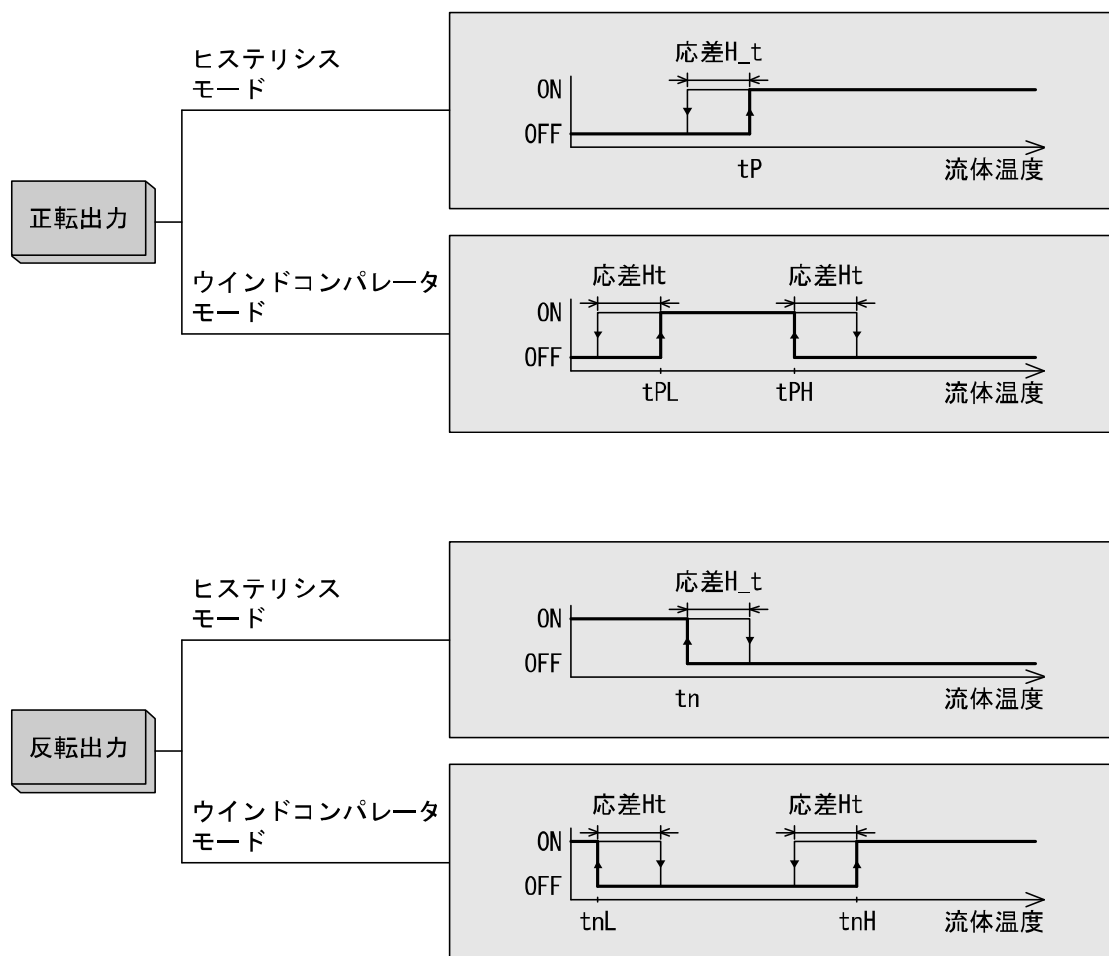 正転出力
ヒステリシス
モード
応差H_t
ON
OFF
tP
流体温度
ウインドコンパレータ
モード
応差Ht
応差Ht
ON
OFF
tPL
tPH
流体温度
反転出力
ヒステリシス
モード
応差H_t
ON
OFF
tn
流体温度
ウインドコンパレータ
モード
応差Ht
応差Ht
ON
OFF
tnL
tnH
流体温度